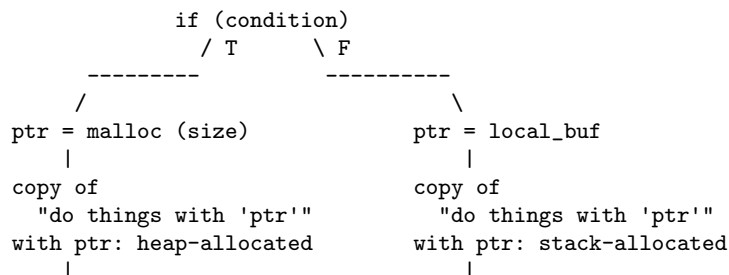 if (condition)
/ T \ F
--------- ----------
/ \
ptr = malloc (size) ptr = local_buf
| |
copy of copy of
"do things with 'ptr'" "do things with 'ptr'"
with ptr: heap-allocated with ptr: stack-allocated
| |